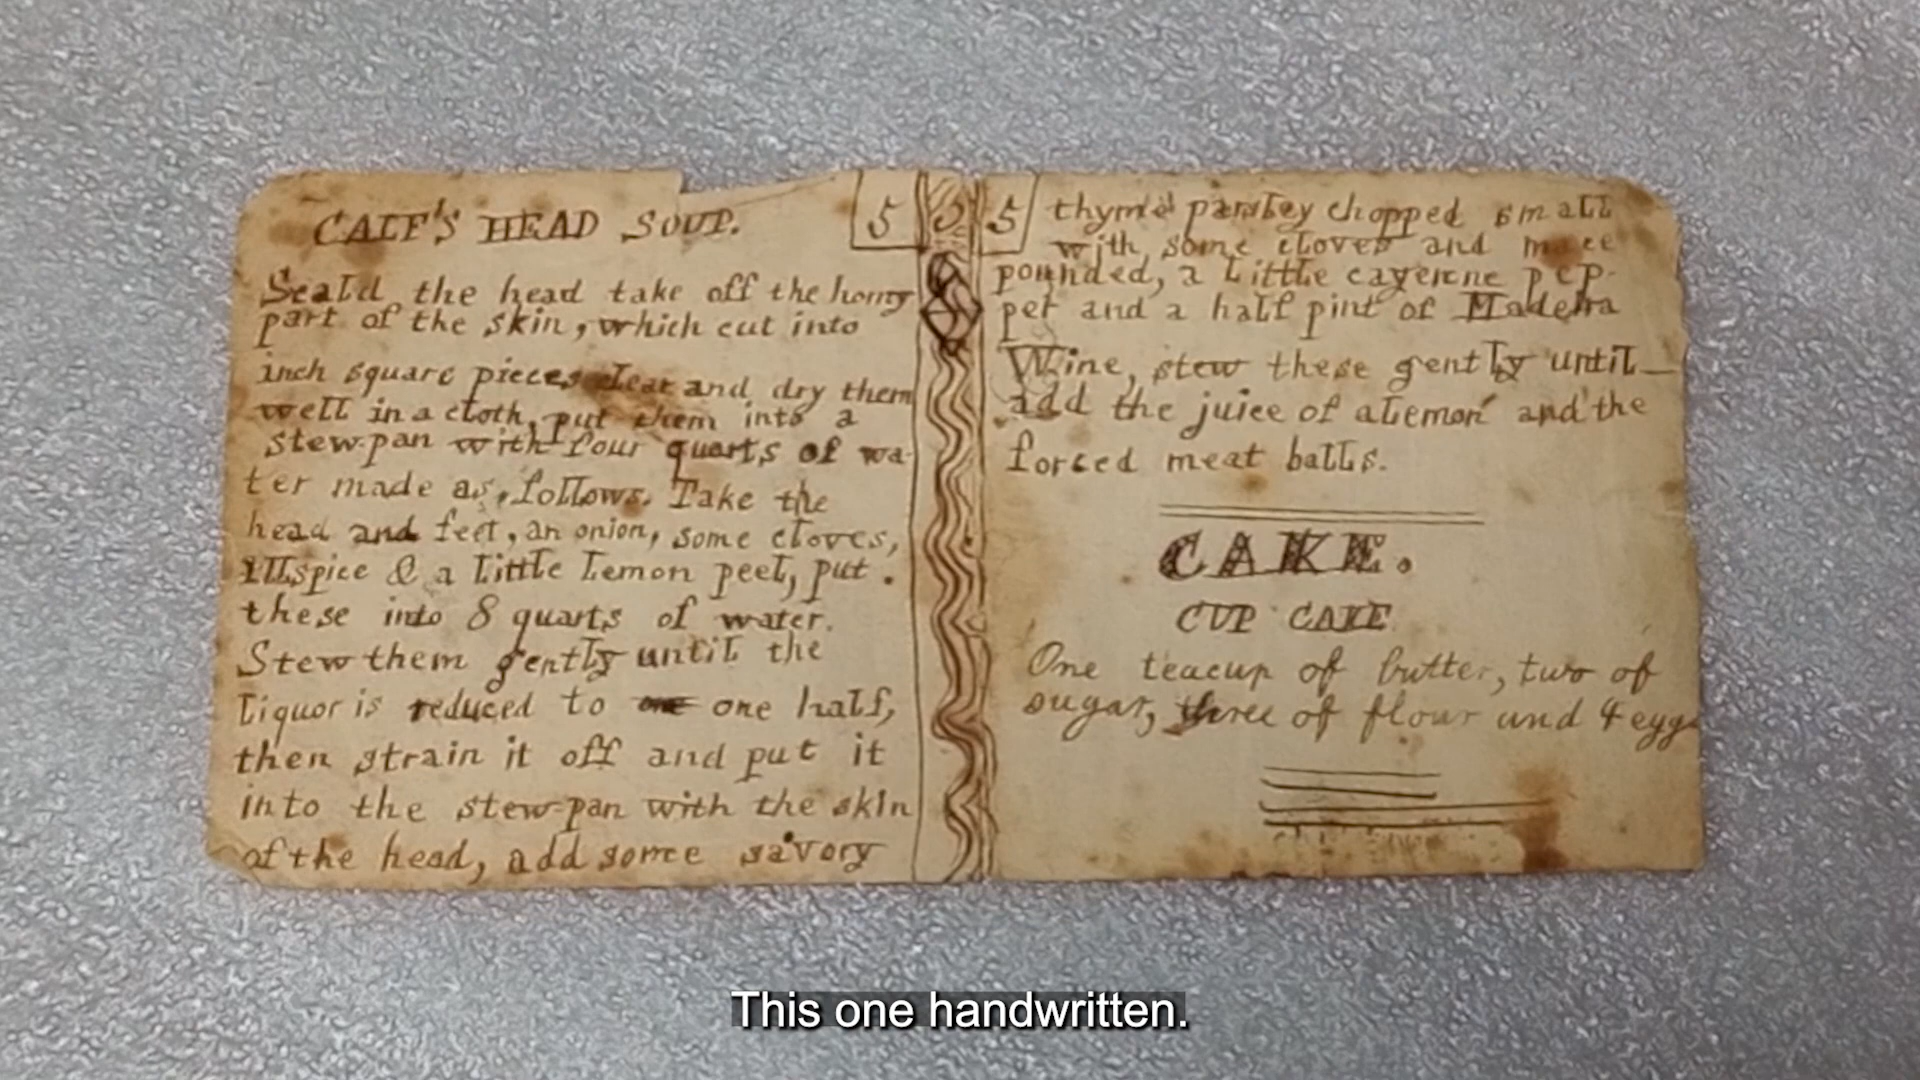 CALF'S HEAD SOUP.
5
Scald the head take off the horny
part of the skin, which cut into
inch square pieces clear and dry them
well in a cloth, put them into a
stew-pan with four quarts of wa-
ter made as follows. Take the
head and feet, an onion, some cloves,
Allspice & a little lemon peel, put
these into 8 quarts of water.
Stew them gently until the
liquor is reduced to one half,
then strain it off and put it
into the stew-pan with the skin
of the head, add some savory
5
5
thyme parsley chopped small
with some cloves and mace
pounded, a little cayenne pep-
per and a half pint of Madeira
Wine, stew these gently until
add the juice of a lemon and the
forced meat balls.
CAKE.
CUP CAKE
One teacup of butter, two of
sugar, three of flour and 4 eggs
This one handwritten.